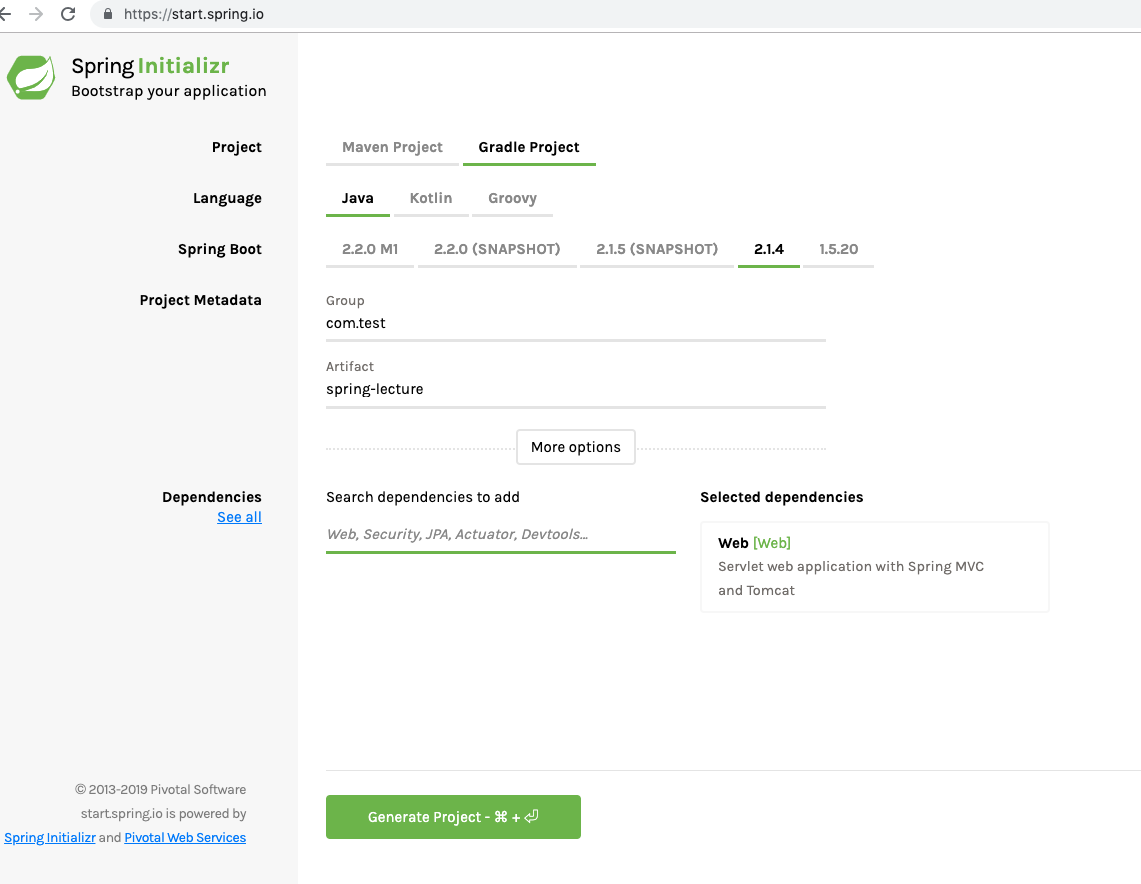 https://start.spring.io
Spring Initializr
Bootstrap your application
Project
Maven Project Gradle Project
Language
Java Kotlin Groovy
Spring Boot
2.2.0 M1 2.2.0 (SNAPSHOT) 2.1.5 (SNAPSHOT) 2.1.4 1.5.20
Project Metadata
Group
com.test
Artifact
spring-lecture
More options
Dependencies
See all
Search dependencies to add
Web, Security, JPA, Actuator, Devtools...
Selected dependencies
Web [Web]
Servlet web application with Spring MVC
and Tomcat
© 2013-2019 Pivotal Software
start.spring.io is powered by
Spring Initializr and Pivotal Web Services
Generate Project - ⌘ + ⏎